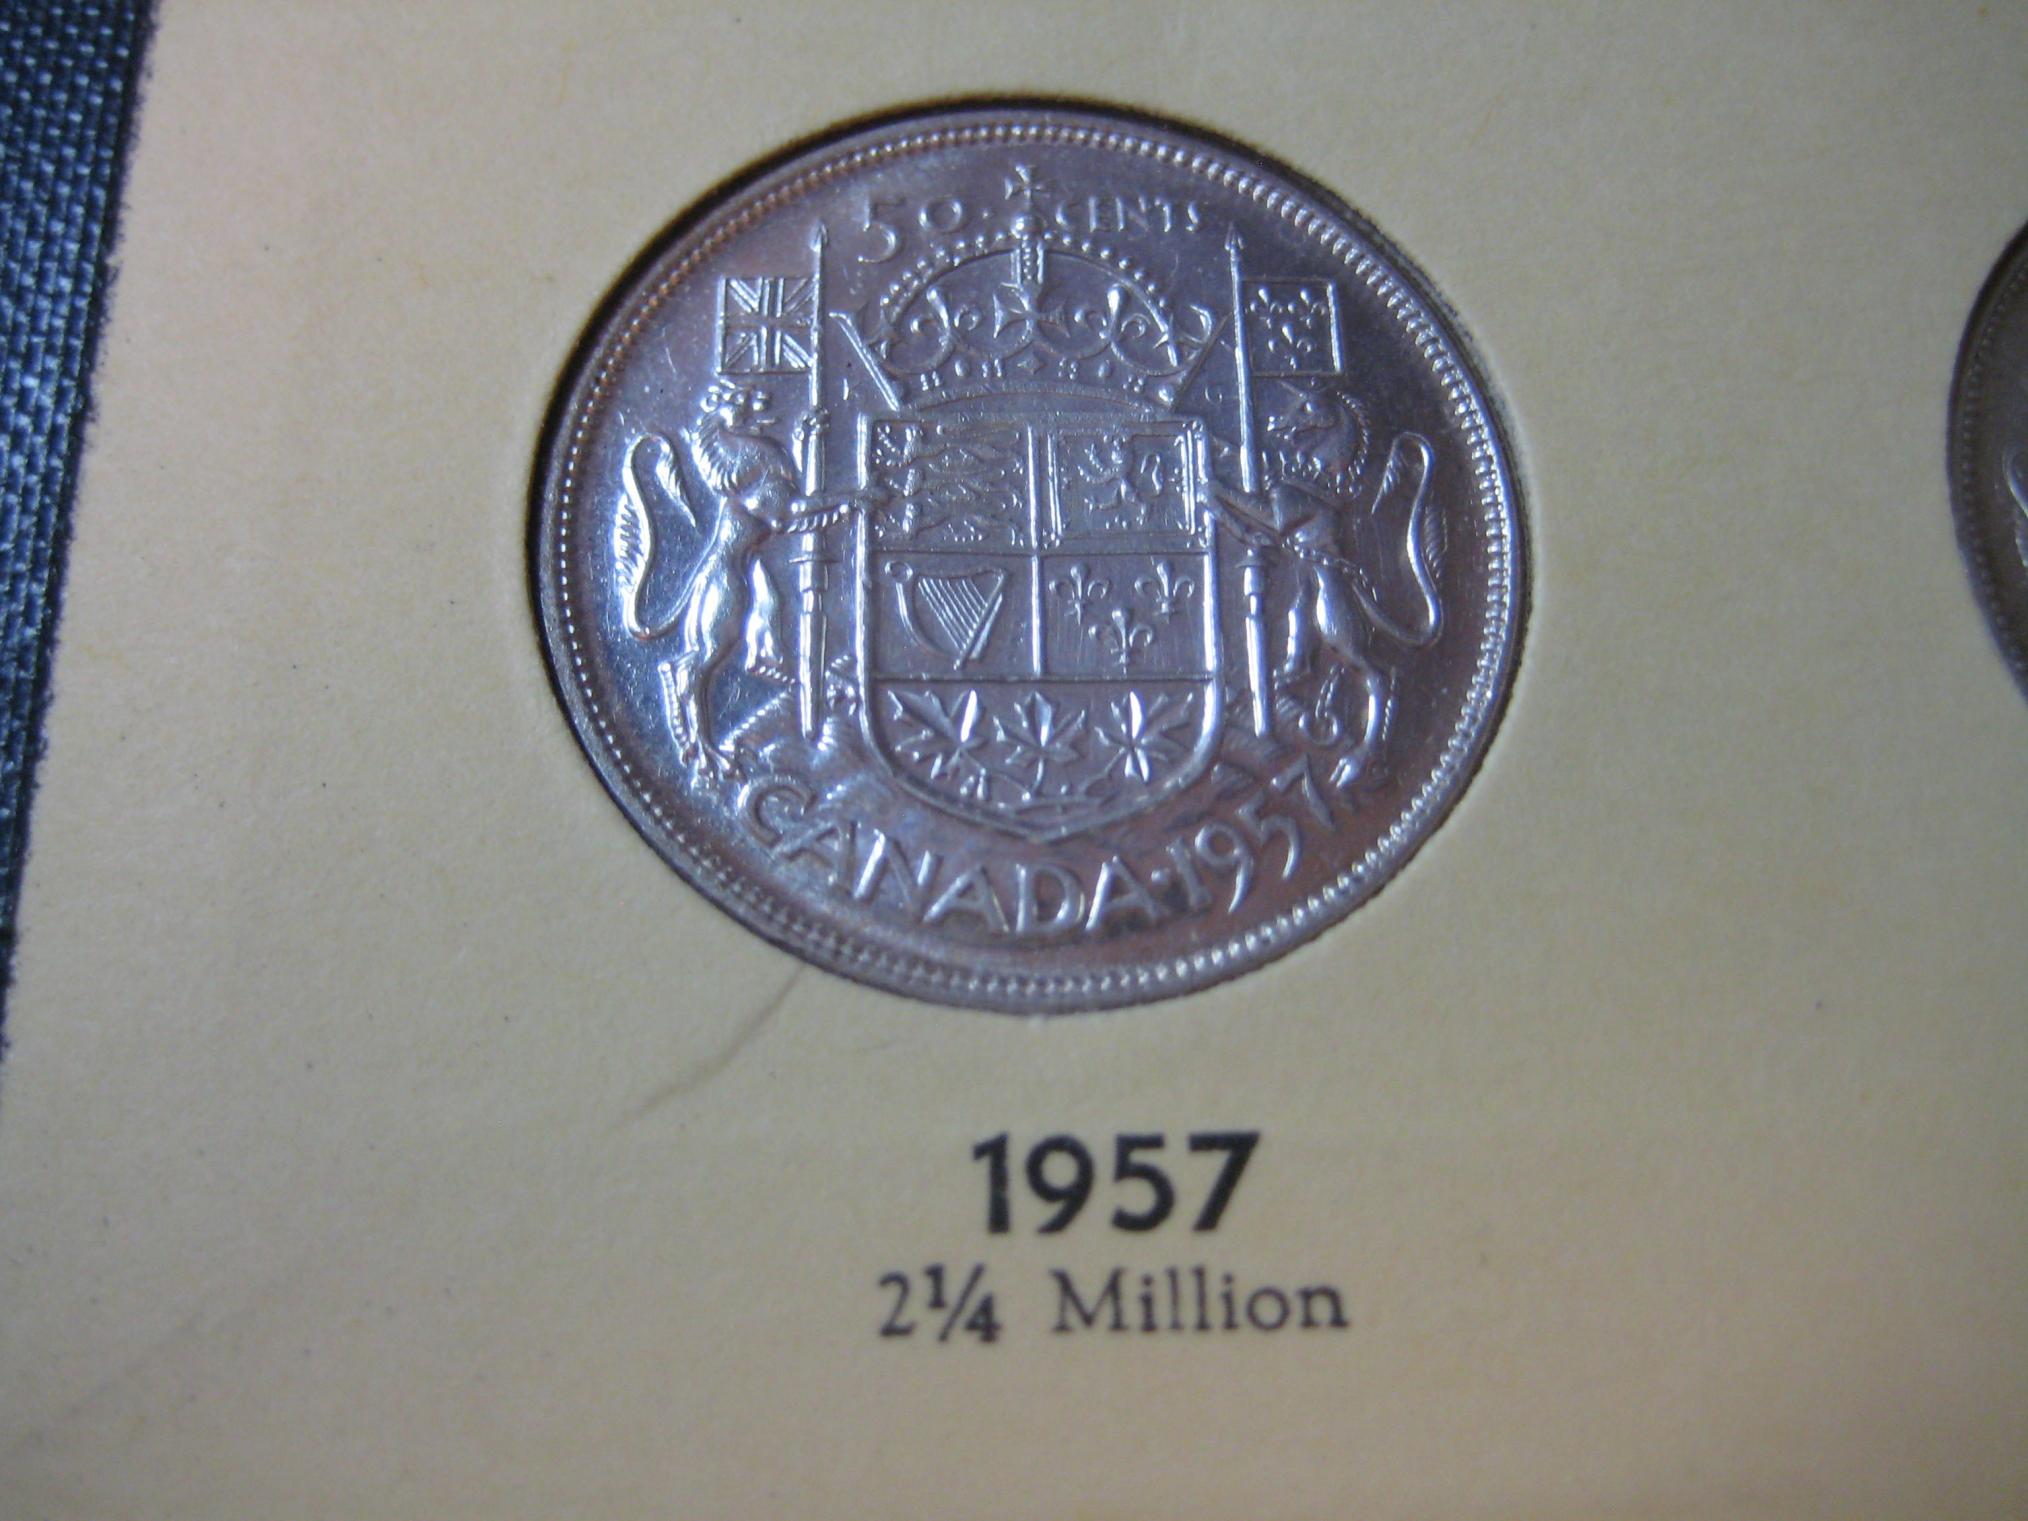 50 CENTS
K G
CANADA·1957
1957
2¼ Million